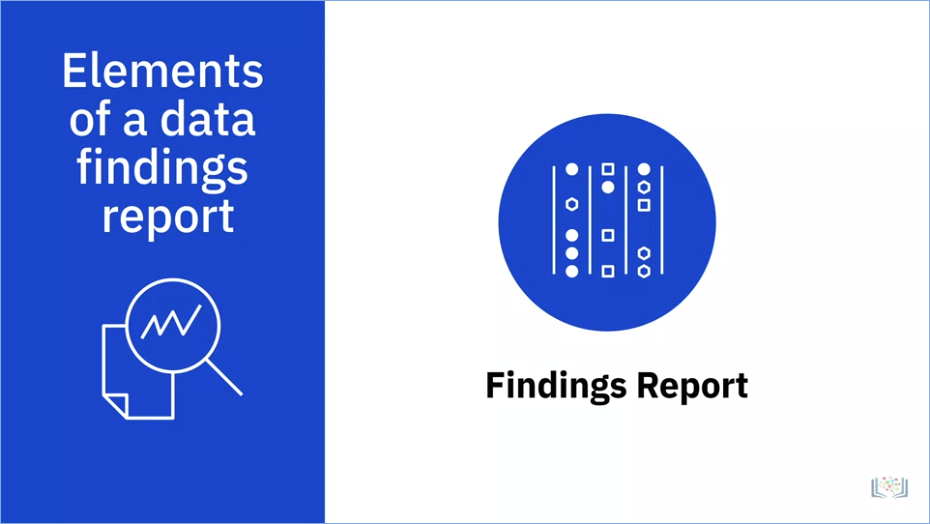 Elements
of a data
findings
report
Findings Report